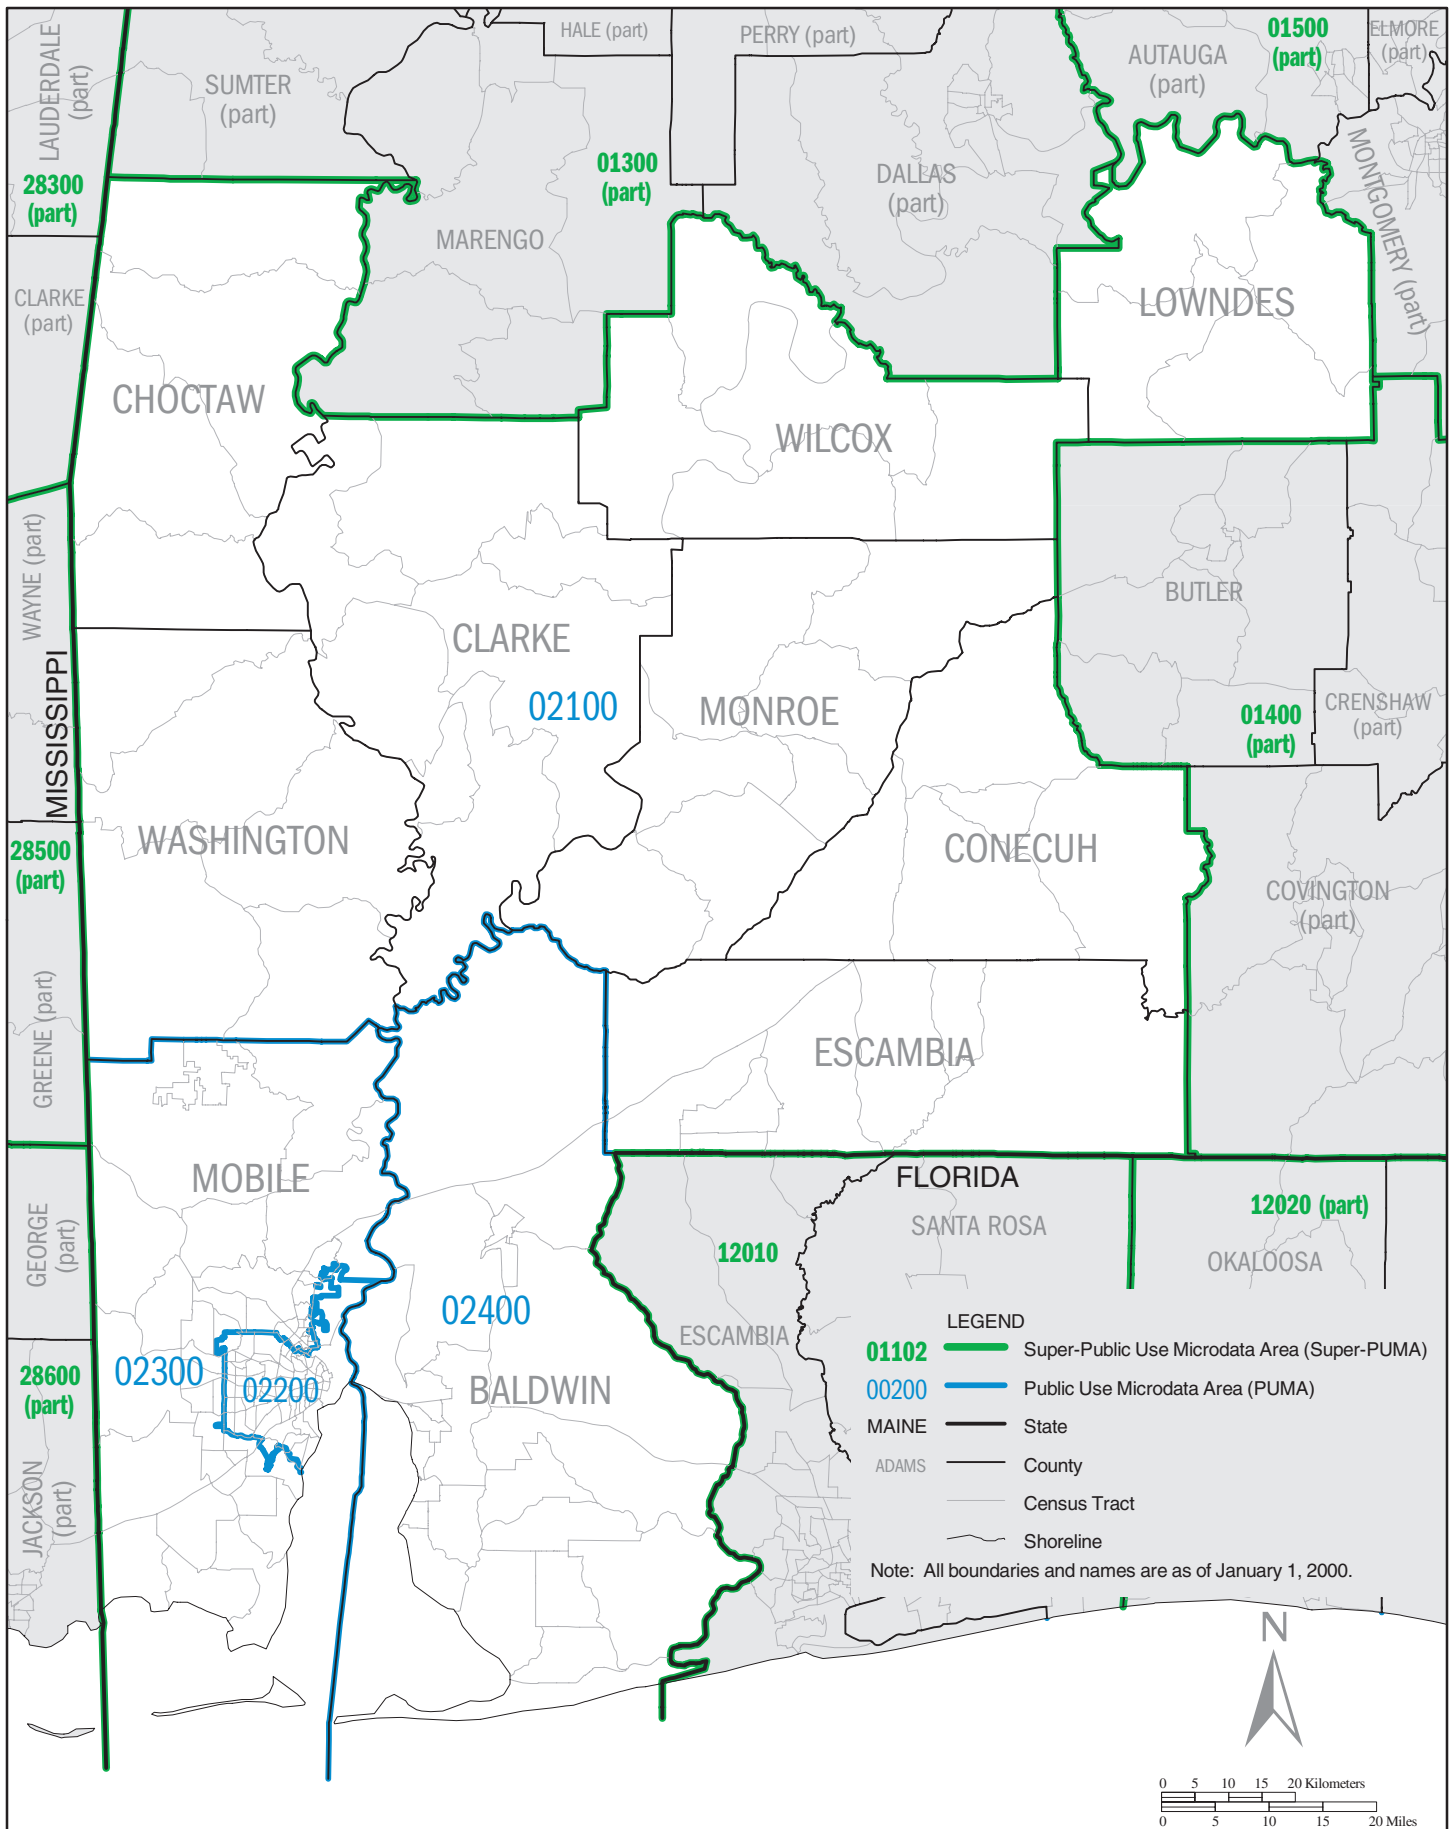 LAUDERDALE
(part)
SUMTER
(part)
HALE (part)
PERRY (part)
AUTAUGA
(part)
01500
(part)
ELMORE
(part)
28300
(part)
01300
(part)
DALLAS
(part)
MONTGOMERY (part)
MARENGO
CLARKE
(part)
LOWNDES
CHOCTAW
WILCOX
WAYNE (part)
BUTLER
CLARKE
02100
MONROE
MISSISSIPPI
01400
(part)
CRENSHAW
(part)
WASHINGTON
CONECUH
28500
(part)
COVINGTON
(part)
GREENE (part)
ESCAMBIA
MOBILE
FLORIDA
SANTA ROSA
12020 (part)
GEORGE
(part)
12010
OKALOOSA
02400
ESCAMBIA
02300
02200
28600
(part)
BALDWIN
JACKSON
(part)
LEGEND
01102 Super-Public Use Microdata Area (Super-PUMA)
00200 Public Use Microdata Area (PUMA)
MAINE State
ADAMS County
Census Tract
Shoreline
Note: All boundaries and names are as of January 1, 2000.
N
0 5 10 15 20 Kilometers
0 5 10 15 20 Miles